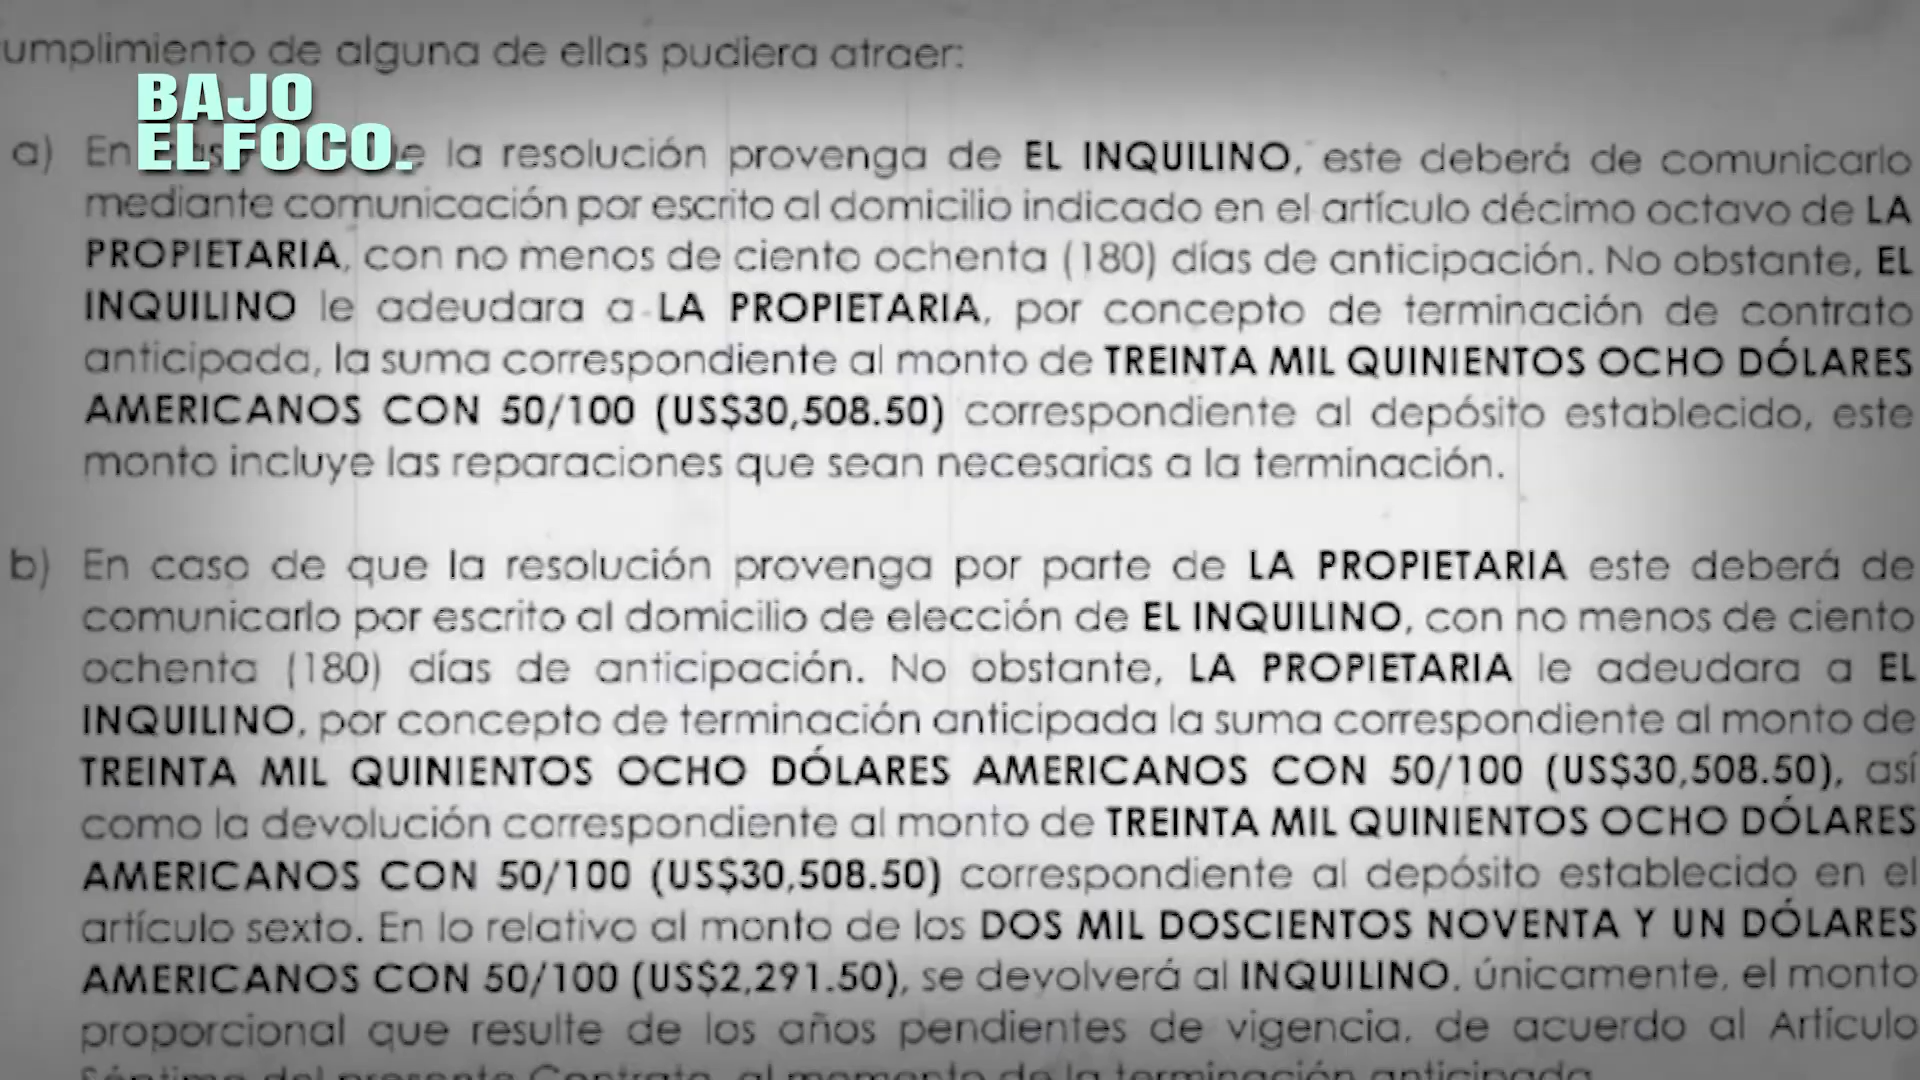 umplimiento de alguna de ellas pudiera atraer:
BAJO
EL FOCO.
a) En la resolución provenga de EL INQUILINO, este deberá de comunicarlo
mediante comunicación por escrito al domicilio indicado en el artículo décimo octavo de LA
PROPIETARIA, con no menos de ciento ochenta (180) días de anticipación. No obstante, EL
INQUILINO le adeudara a LA PROPIETARIA, por concepto de terminación de contrato
anticipada, la suma correspondiente al monto de TREINTA MIL QUINIENTOS OCHO DÓLARES
AMERICANOS CON 50/100 (US$30,508.50) correspondiente al depósito establecido, este
monto incluye las reparaciones que sean necesarias a la terminación.
b) En caso de que la resolución provenga por parte de LA PROPIETARIA este deberá de
comunicarlo por escrito al domicilio de elección de EL INQUILINO, con no menos de ciento
ochenta (180) días de anticipación. No obstante, LA PROPIETARIA le adeudara a EL
INQUILINO, por concepto de terminación anticipada la suma correspondiente al monto de
TREINTA MIL QUINIENTOS OCHO DÓLARES AMERICANOS CON 50/100 (US$30,508.50), así
como la devolución correspondiente al monto de TREINTA MIL QUINIENTOS OCHO DÓLARES
AMERICANOS CON 50/100 (US$30,508.50) correspondiente al depósito establecido en el
artículo sexto. En lo relativo al monto de los DOS MIL DOSCIENTOS NOVENTA Y UN DÓLARES
AMERICANOS CON 50/100 (US$2,291.50), se devolverá al INQUILINO, únicamente, el monto
proporcional que resulte de los años pendientes de vigencia, de acuerdo al Artículo
Séptimo del presente Contrato, al momento de la terminación anticipada.